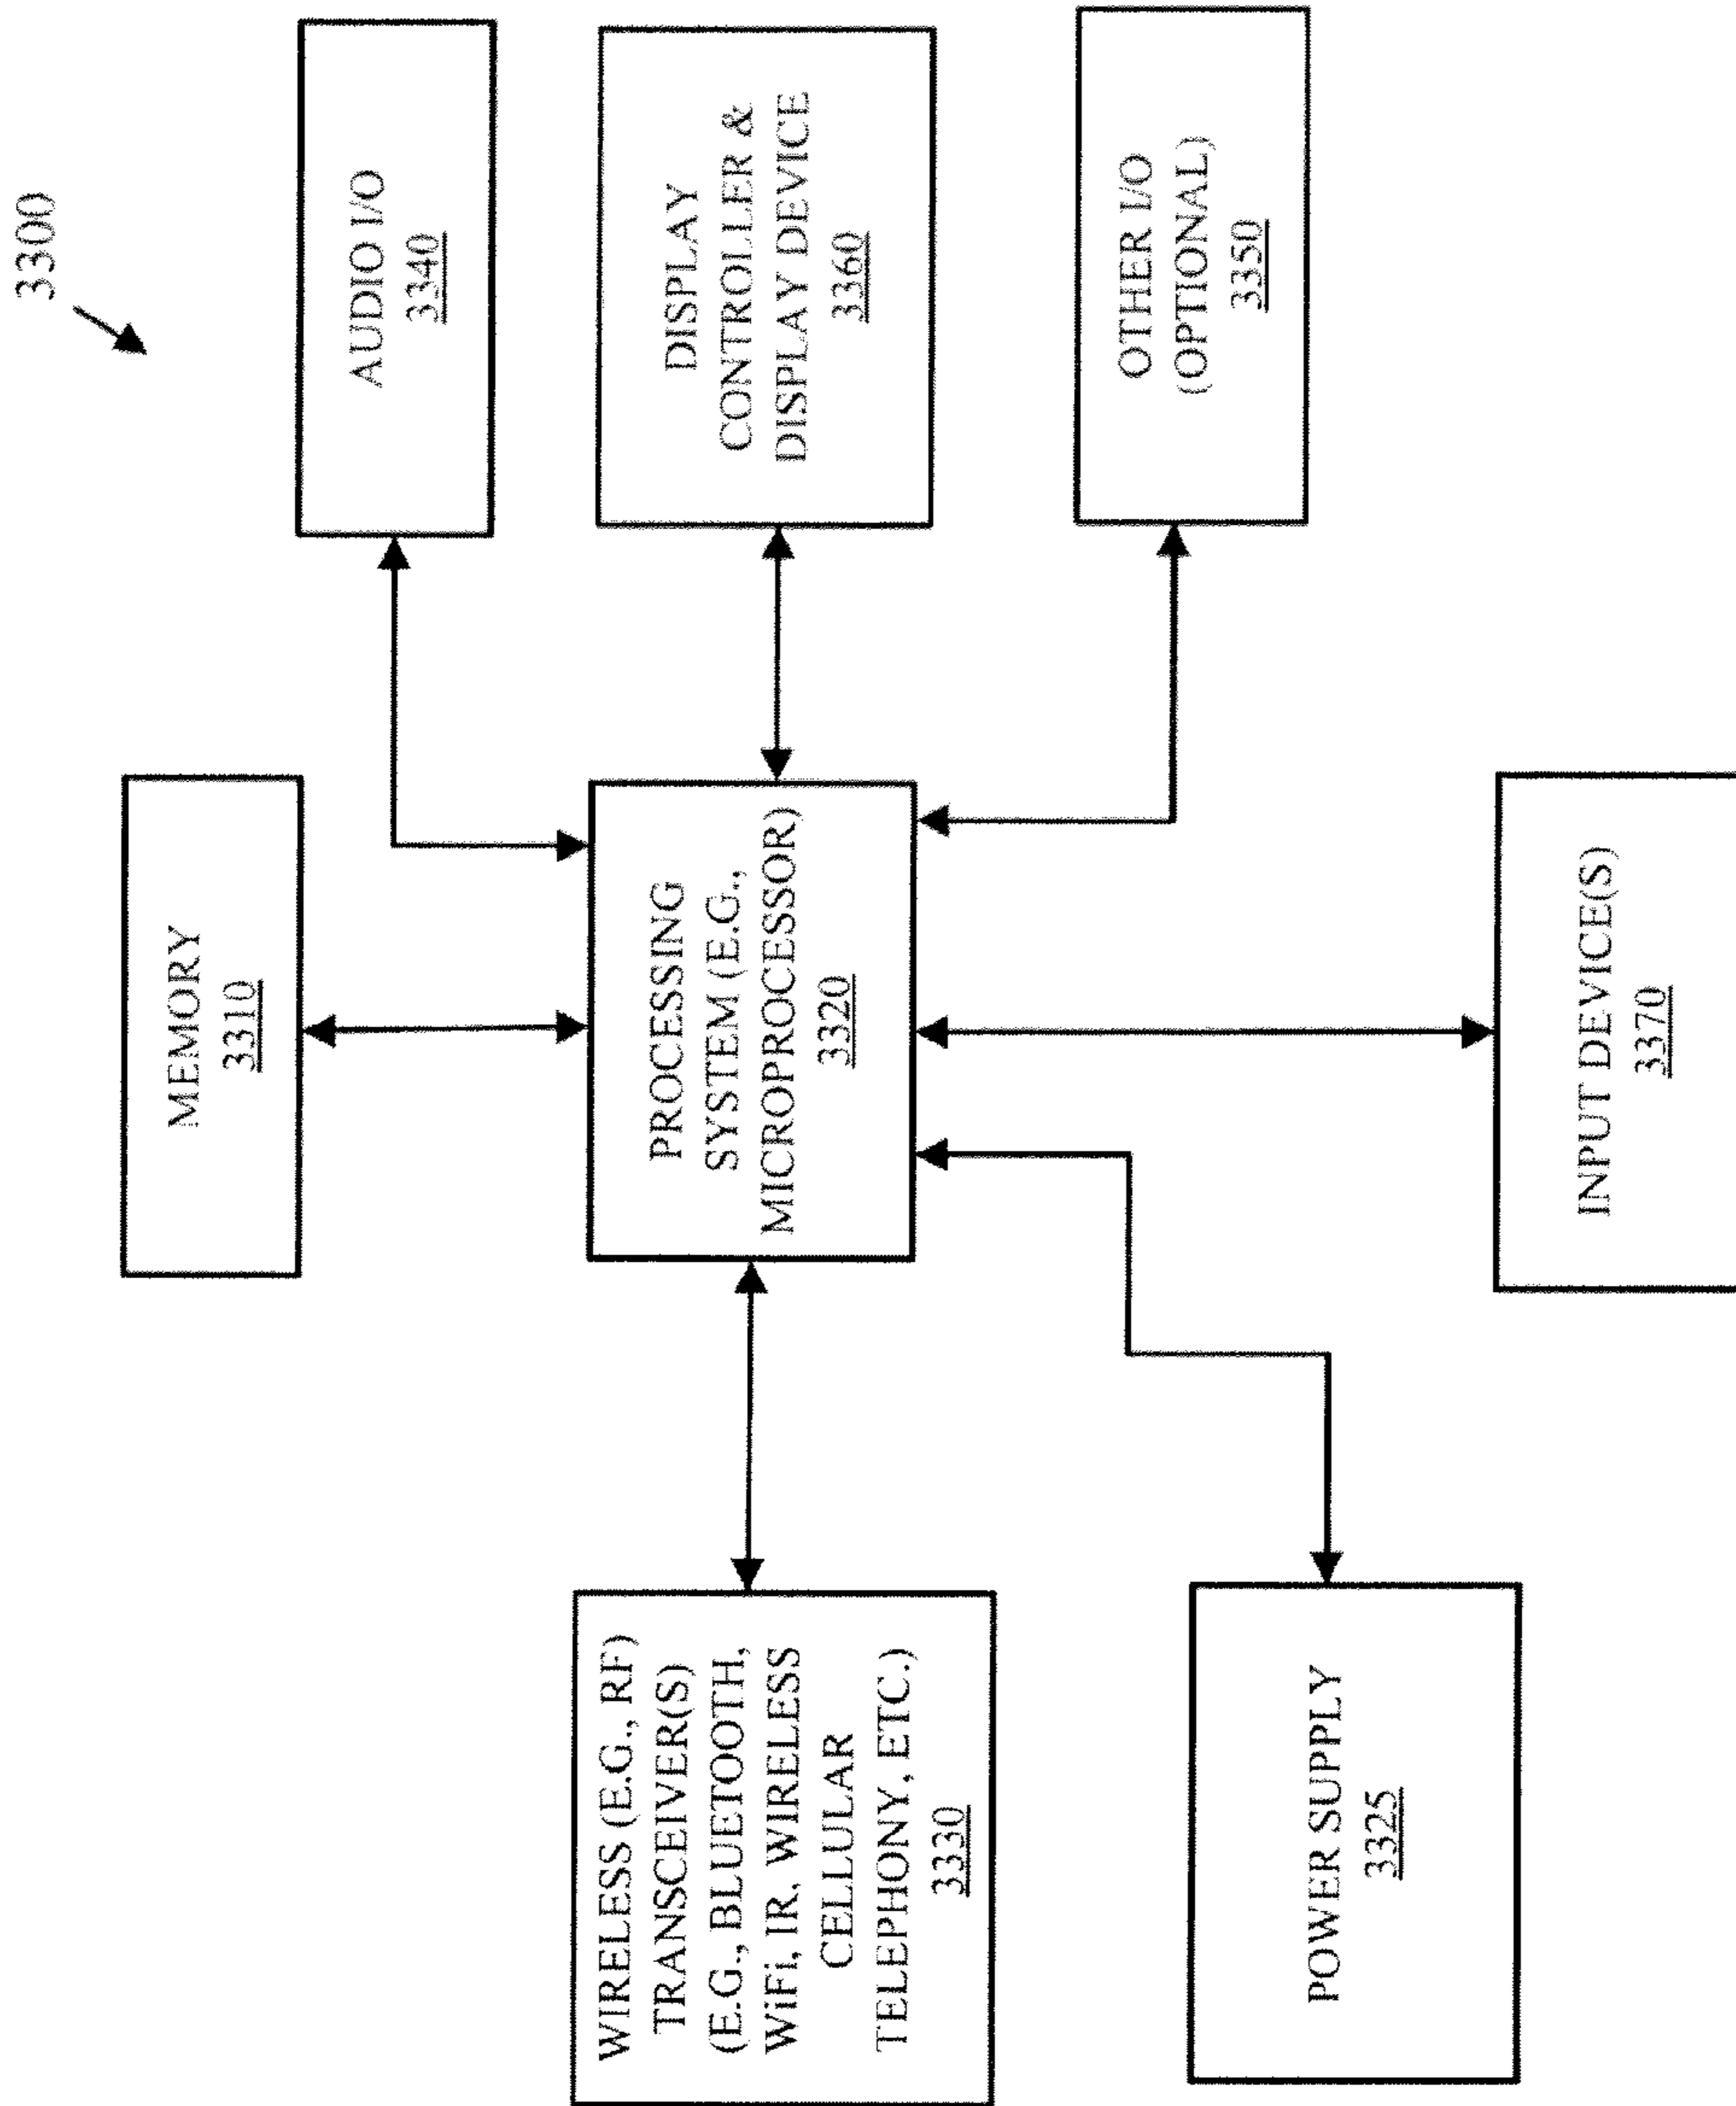 3300
MEMORY
3310
AUDIO I/O
3340
WIRELESS (E.G., RF)
TRANSCEIVER(S)
(E.G., BLUETOOTH,
WiFi, IR, WIRELESS
CELLULAR
TELEPHONY, ETC.)
3330
PROCESSING
SYSTEM (E.G.,
MICROPROCESSOR)
3320
DISPLAY
CONTROLLER &
DISPLAY DEVICE
3360
OTHER I/O
(OPTIONAL)
3350
POWER SUPPLY
3325
INPUT DEVICE(S)
3370